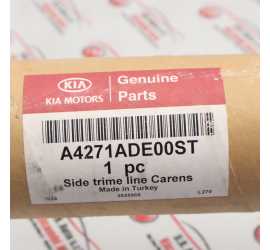 KIA
KIA MOTORS
Genuine
Parts
A4271ADE00ST
1 pc
Side trime line Carens
Made in Turkey